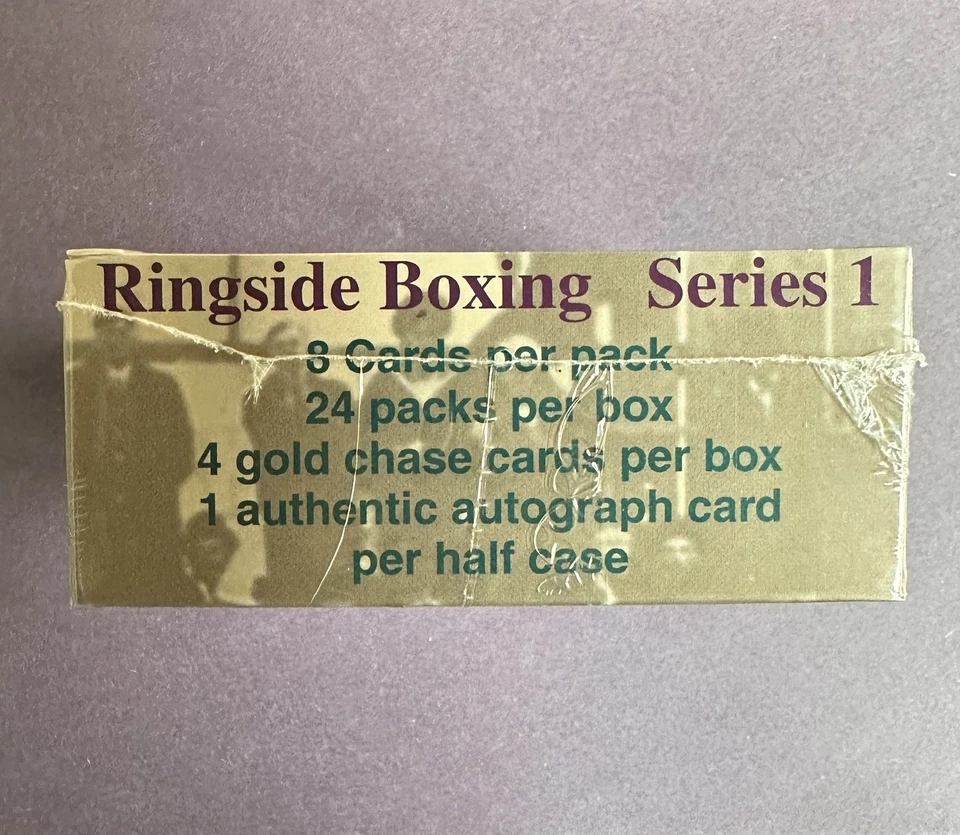 Ringside Boxing Series 1
8 Cards per pack
24 packs per box
4 gold chase cards per box
1 authentic autograph card
per half case